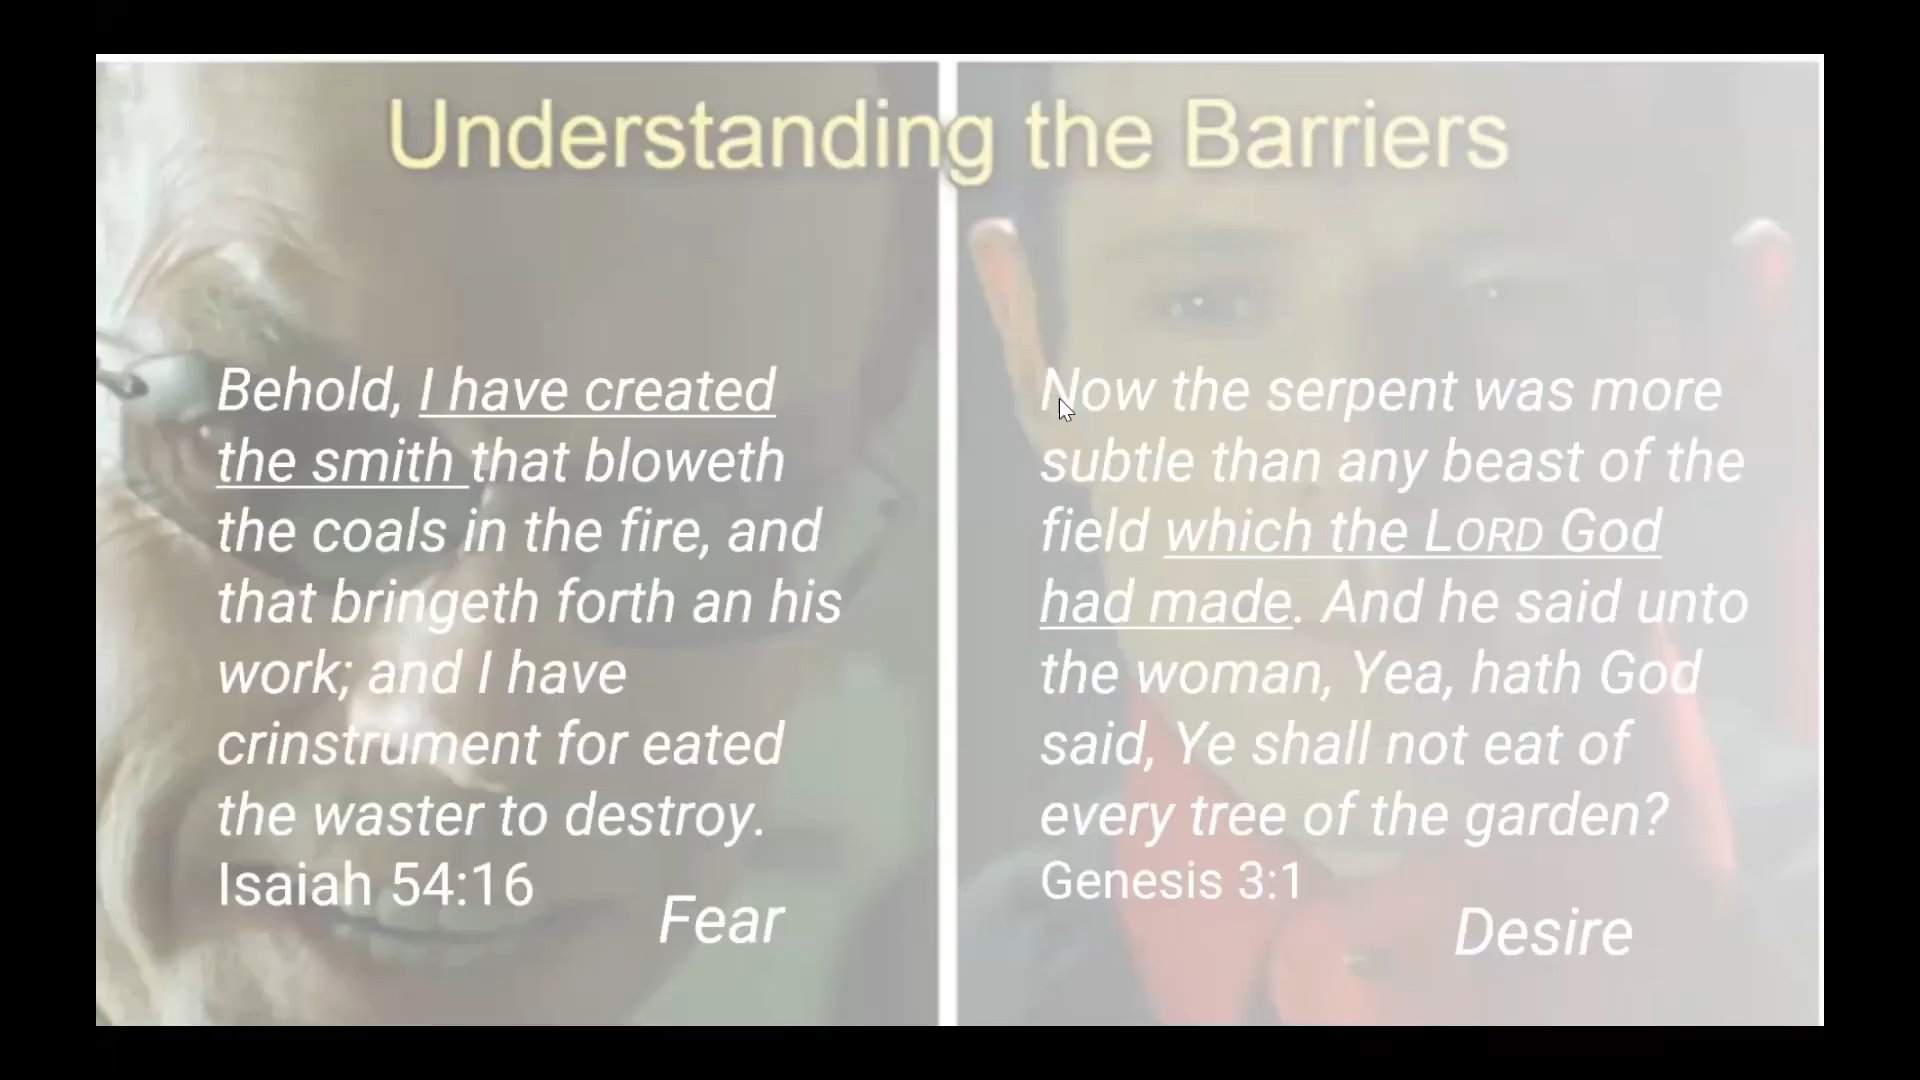 Understanding the Barriers
Behold, I have created
the smith that bloweth
the coals in the fire, and
that bringeth forth an his
work; and I have
crinstrument for eated
the waster to destroy.
Isaiah 54:16
Fear
Now the serpent was more
subtle than any beast of the
field which the LORD God
had made. And he said unto
the woman, Yea, hath God
said, Ye shall not eat of
every tree of the garden?
Genesis 3:1
Desire